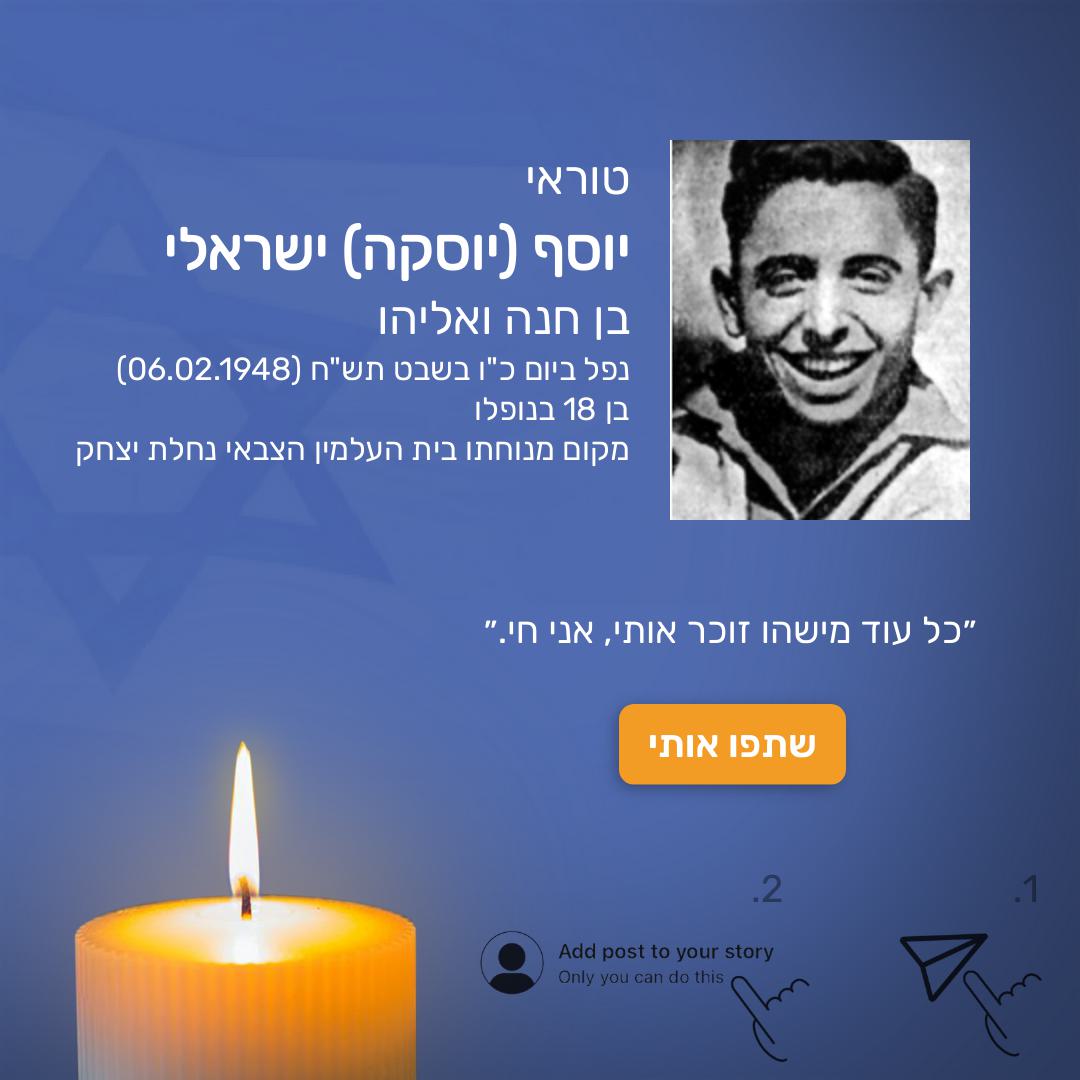 טוראי
יוסף (יוסקה) ישראלי
בן חנה ואליהו
נפל ביום כ"ו בשבט תש"ח (06.02.1948)
בן 18 בנופלו
מקום מנוחתו בית העלמין הצבאי נחלת יצחק
״כל עוד מישהו זוכר אותי, אני חי.״
שתפו אותי
.1
.2
Add post to your story
Only you can do this